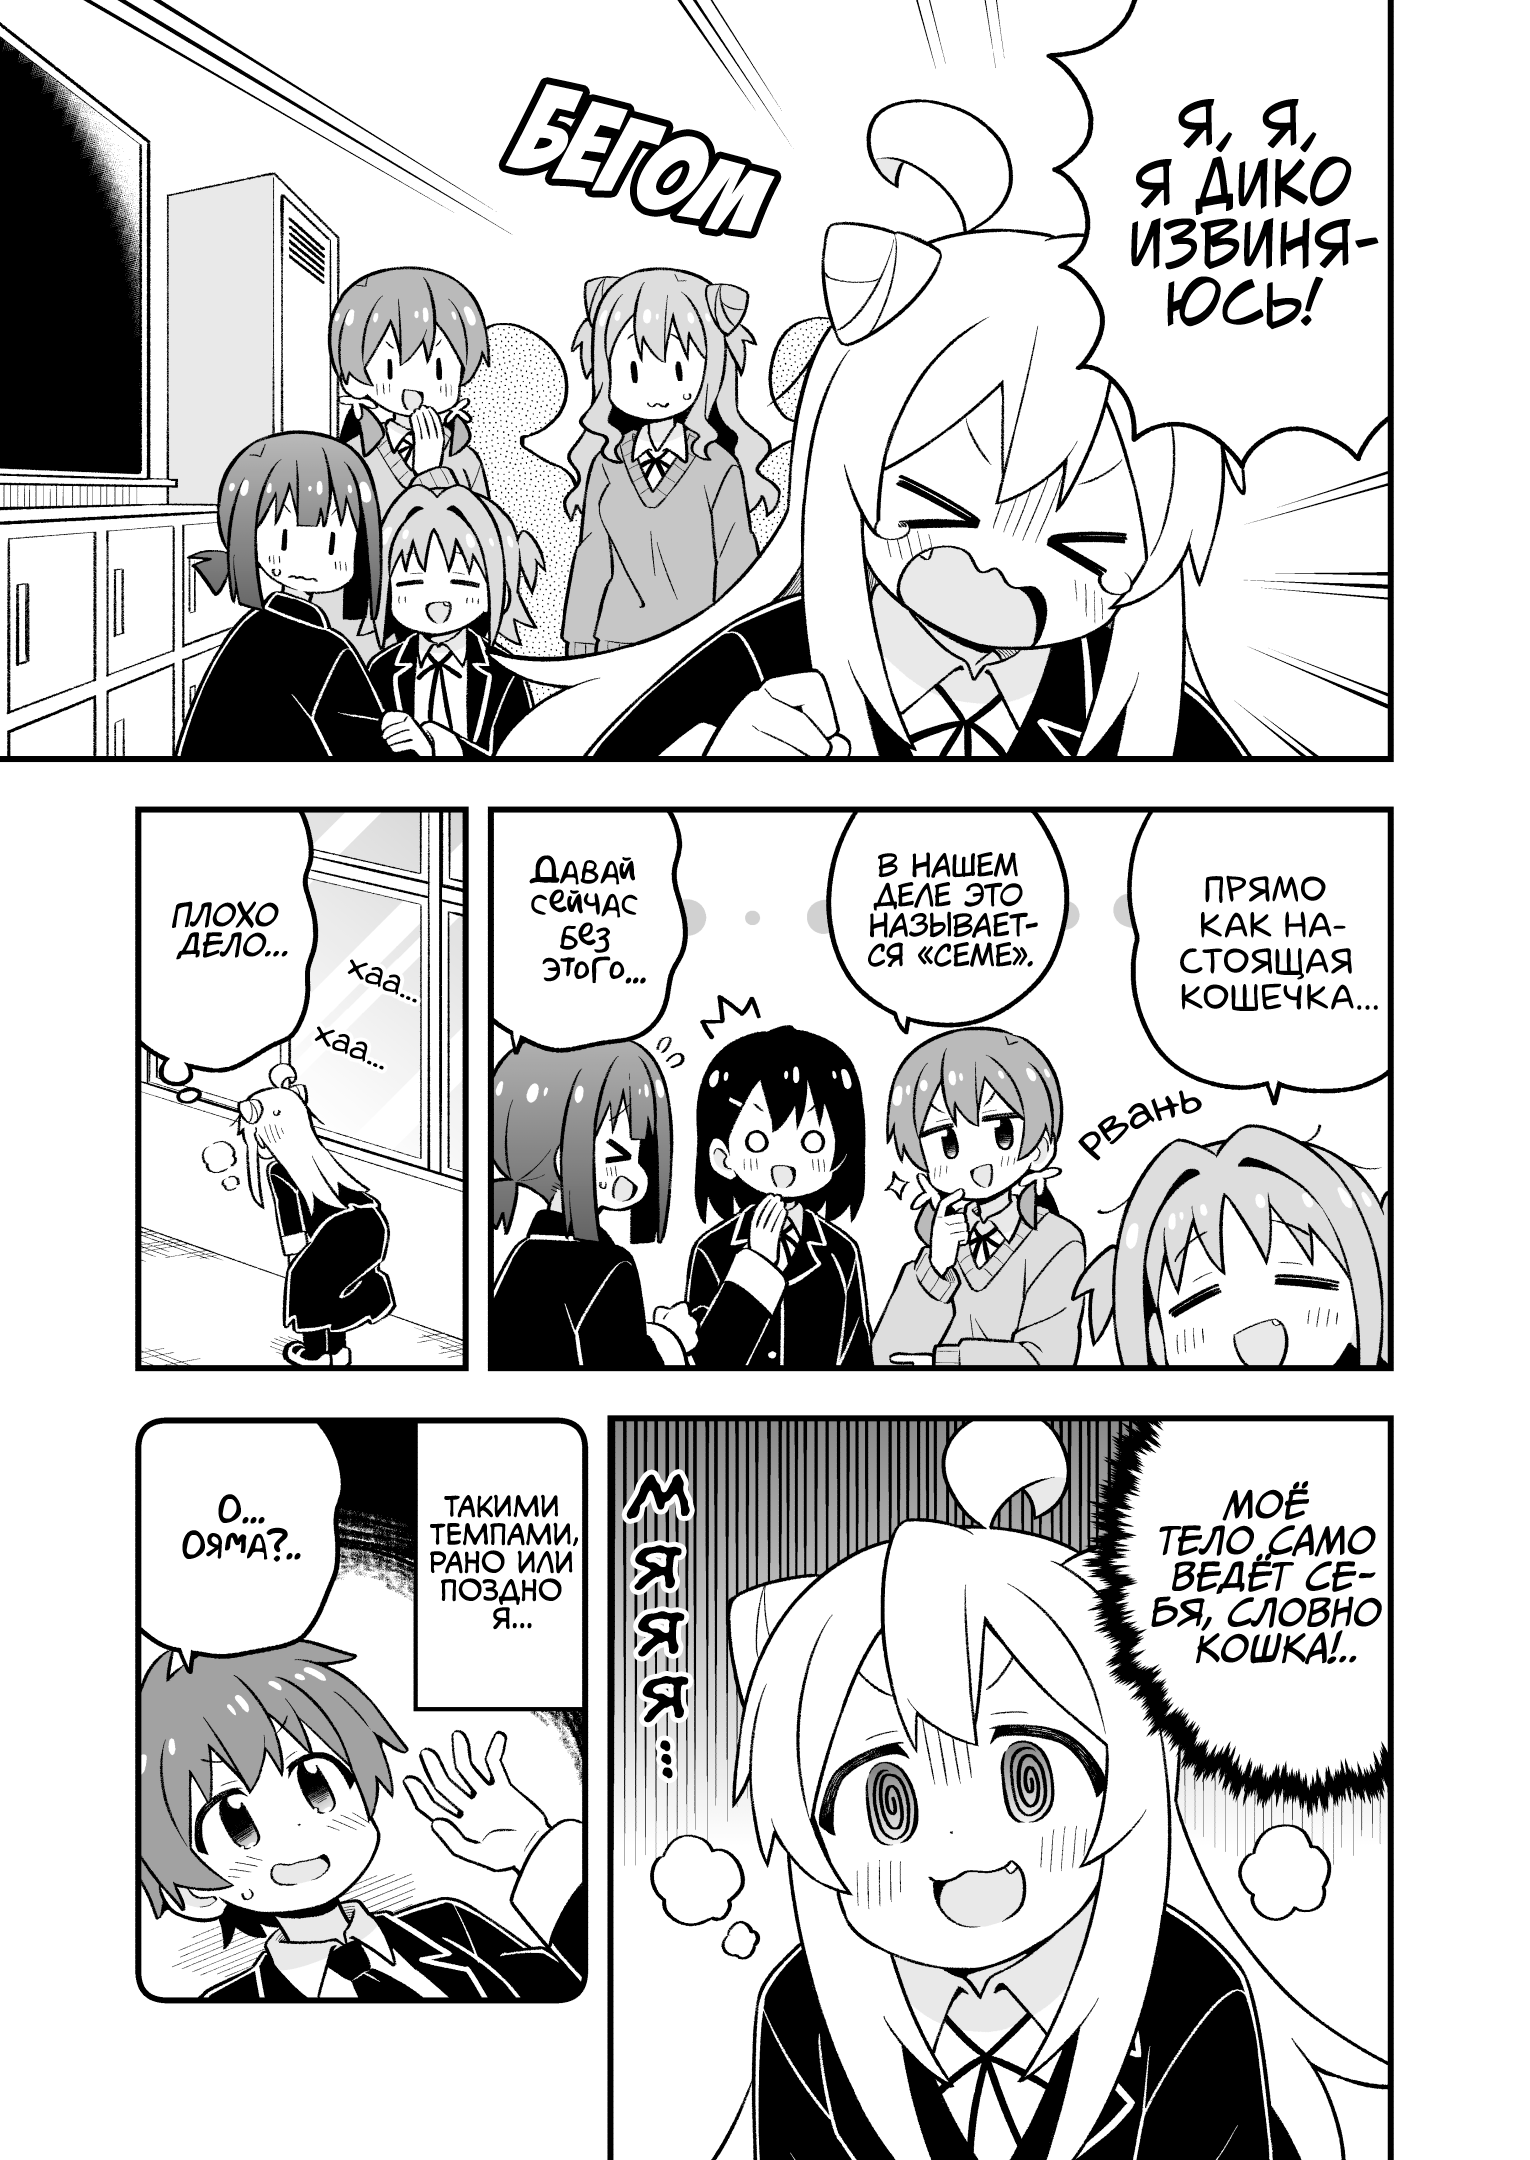 Я, Я,
Я ДИКО
ИЗВИНЯ-
ЮСЬ!
БЕГОМ
ПРЯМО
КАК НА-
СТОЯЩАЯ
КОШЕЧКА...
РВАНЬ
В НАШЕМ
ДЕЛЕ ЭТО
НАЗЫВАЕТ-
СЯ «СЕМЕ».
ДАВАЙ
СЕЙЧАС
БЕЗ
ЭТОГО...
ПЛОХО
ДЕЛО...
хаа...
хаа...
МОЁ
ТЕЛО САМО
ВЕДЁТ СЕ-
БЯ, СЛОВНО
КОШКА!..
МЯЯЯ...
ТАКИМИ
ТЕМПАМИ,
РАНО ИЛИ
ПОЗДНО
Я...
О...
ОЯМА?..